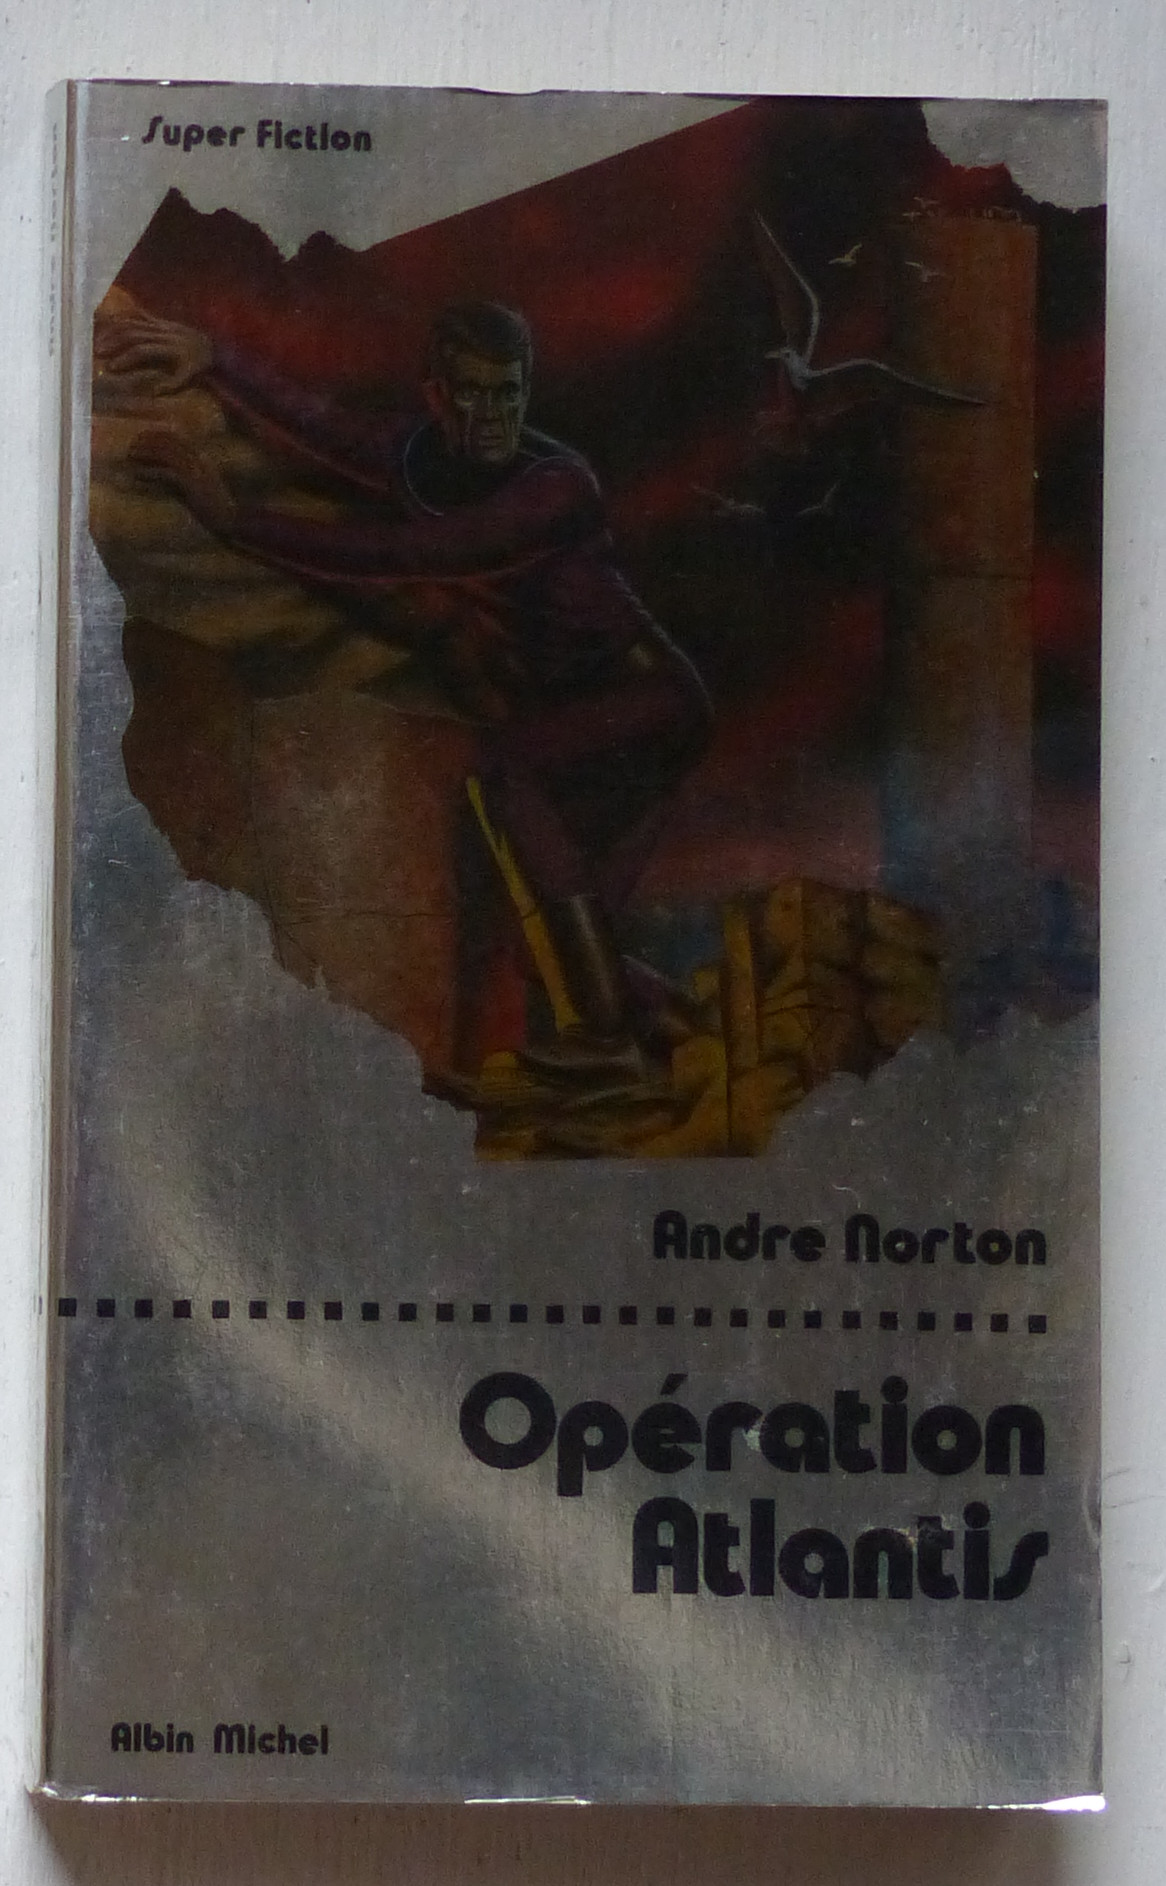 Super Fiction
Andre Norton
Opération
Atlantis
Albin Michel